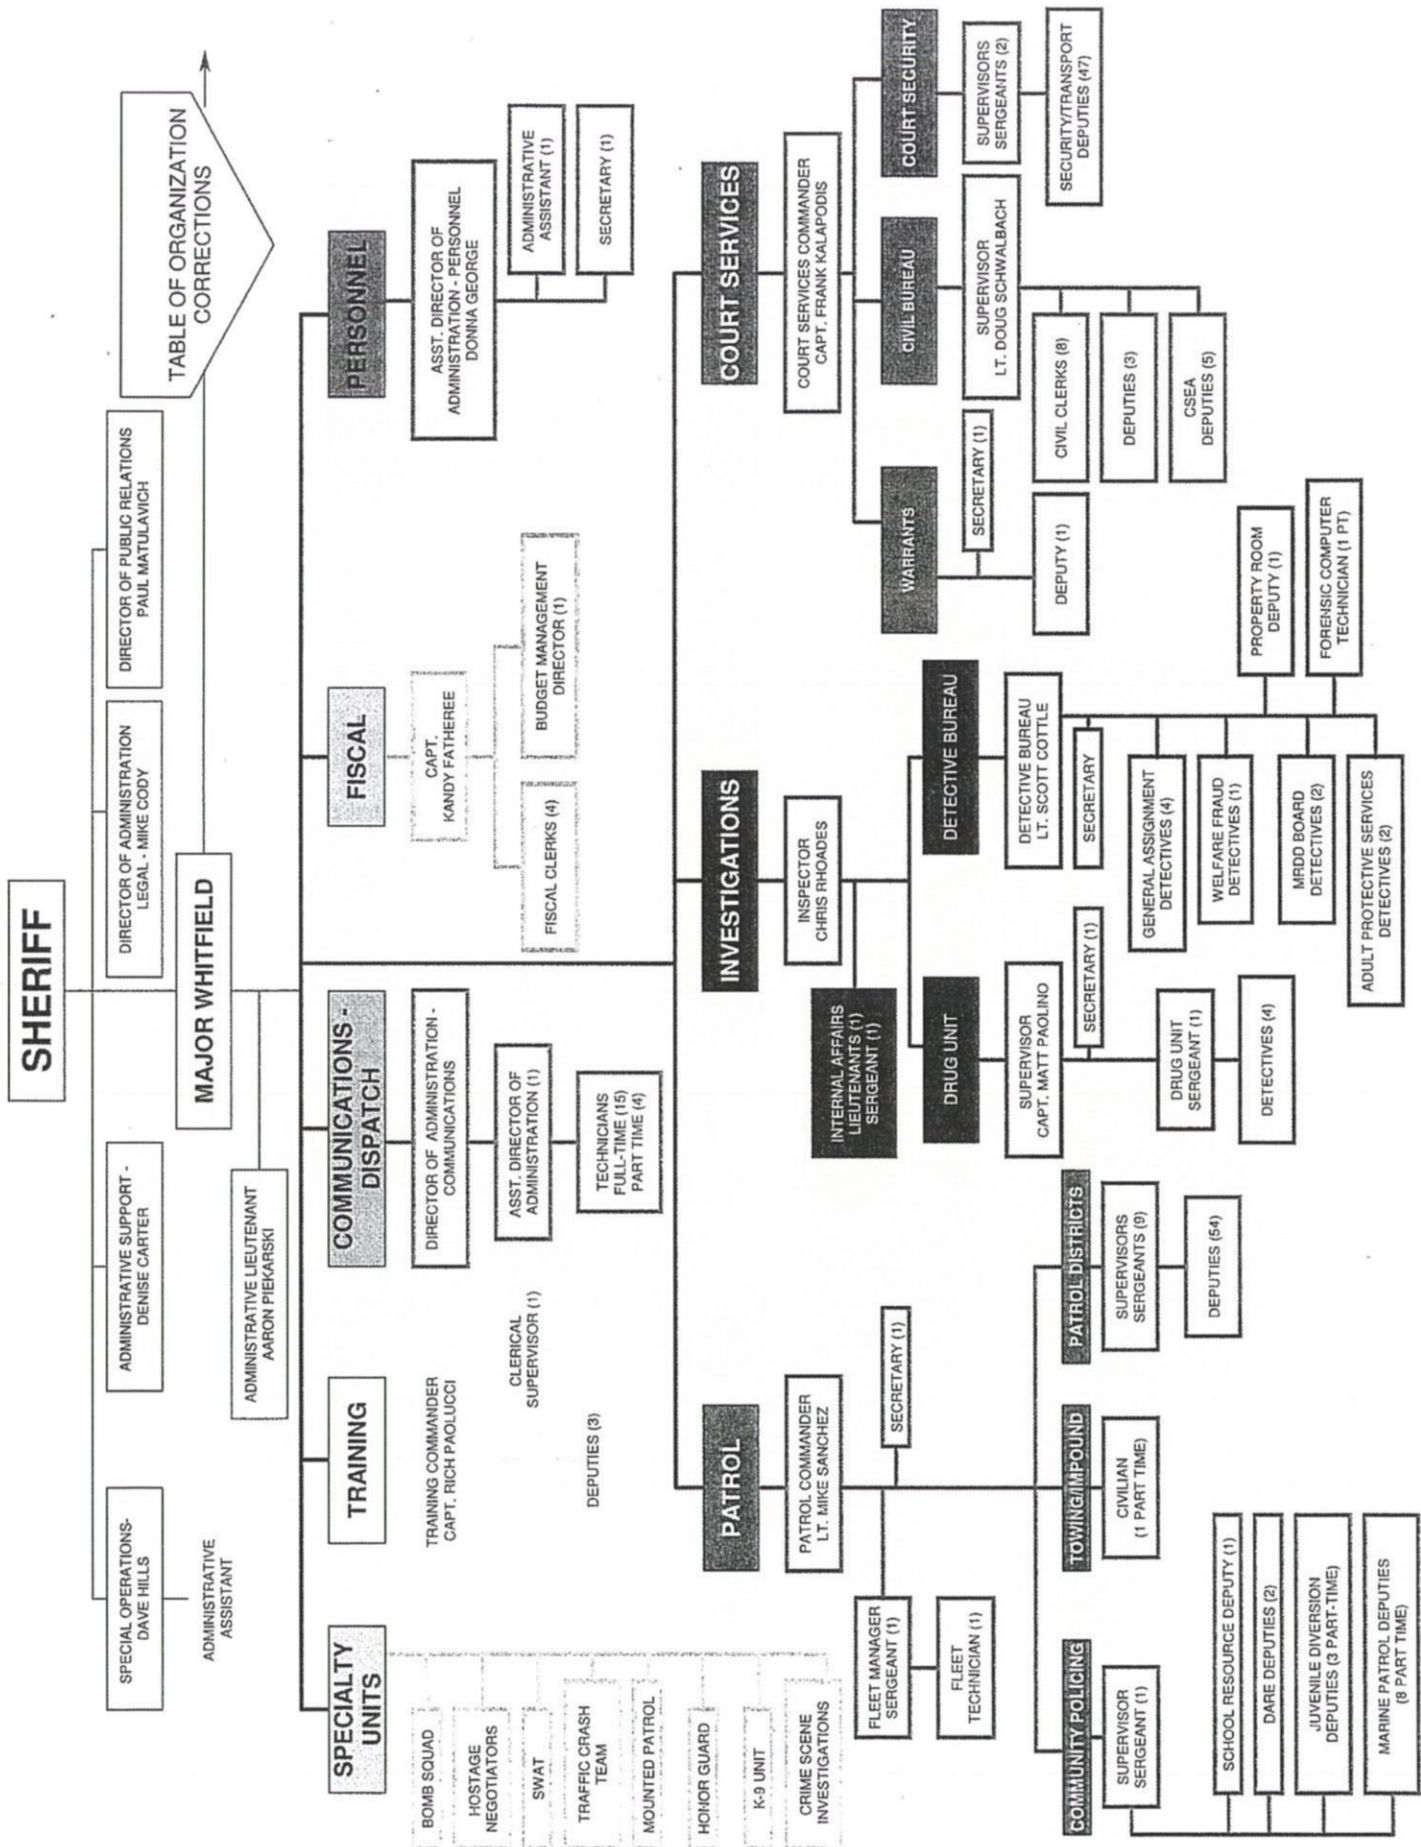 SHERIFF
SPECIAL OPERATIONS-
DAVE HILLS
ADMINISTRATIVE
ASSISTANT
ADMINISTRATIVE SUPPORT -
DENISE CARTER
DIRECTOR OF ADMINISTRATION
LEGAL - MIKE CODY
DIRECTOR OF PUBLIC RELATIONS
PAUL MATULAVICH
MAJOR WHITFIELD
TABLE OF ORGANIZATION
CORRECTIONS
ADMINISTRATIVE LIEUTENANT
AARON PIEKARSKI
SPECIALTY
UNITS
BOMB SQUAD
HOSTAGE
NEGOTIATORS
SWAT
TRAFFIC CRASH
TEAM
MOUNTED PATROL
HONOR GUARD
K-9 UNIT
CRIME SCENE
INVESTIGATIONS
TRAINING
TRAINING COMMANDER
CAPT. RICH PAOLUCCI
CLERICAL
SUPERVISOR (1)
DEPUTIES (3)
COMMUNICATIONS -
DISPATCH
DIRECTOR OF ADMINISTRATION -
COMMUNICATIONS
ASST. DIRECTOR OF
ADMINISTRATION (1)
TECHNICIANS
FULL-TIME (15)
PART TIME (4)
FISCAL
CAPT.
KANDY FATHEREE
FISCAL CLERKS (4)
BUDGET MANAGEMENT
DIRECTOR (1)
PERSONNEL
ASST. DIRECTOR OF
ADMINISTRATION - PERSONNEL
DONNA GEORGE
ADMINISTRATIVE
ASSISTANT (1)
SECRETARY (1)
PATROL
PATROL COMMANDER
LT. MIKE SANCHEZ
FLEET MANAGER
SERGEANT (1)
FLEET
TECHNICIAN (1)
SECRETARY (1)
COMMUNITY POLICING
SUPERVISOR
SERGEANT (1)
SCHOOL RESOURCE DEPUTY (1)
DARE DEPUTIES (2)
JUVENILE DIVERSION
DEPUTIES (3 PART-TIME)
MARINE PATROL DEPUTIES
(8 PART TIME)
TOWING/IMPOUND
CIVILIAN
(1 PART TIME)
PATROL DISTRICTS
SUPERVISORS
SERGEANTS (9)
DEPUTIES (54)
INVESTIGATIONS
INSPECTOR
CHRIS RHOADES
INTERNAL AFFAIRS
LIEUTENANTS (1)
SERGEANT (1)
DRUG UNIT
SUPERVISOR
CAPT. MATT PAOLINO
SECRETARY (1)
DRUG UNIT
SERGEANT (1)
DETECTIVES (4)
DETECTIVE BUREAU
DETECTIVE BUREAU
LT. SCOTT COTTLE
SECRETARY
GENERAL ASSIGNMENT
DETECTIVES (4)
WELFARE FRAUD
DETECTIVES (1)
MRDD BOARD
DETECTIVES (2)
ADULT PROTECTIVE SERVICES
DETECTIVES (2)
PROPERTY ROOM
DEPUTY (1)
FORENSIC COMPUTER
TECHNICIAN (1 PT)
COURT SERVICES
COURT SERVICES COMMANDER
CAPT. FRANK KALAPODIS
WARRANTS
SECRETARY (1)
DEPUTY (1)
CIVIL BUREAU
SUPERVISOR
LT. DOUG SCHWALBACH
CIVIL CLERKS (8)
DEPUTIES (3)
CSEA
DEPUTIES (5)
COURT SECURITY
SUPERVISORS
SERGEANTS (2)
SECURITY/TRANSPORT
DEPUTIES (47)